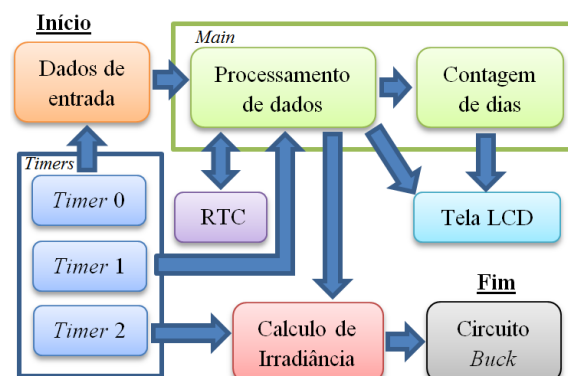 Início
Main
Dados de
entrada
Processamento
de dados
Contagem
de dias
Timers
Timer 0
Timer 1
Timer 2
RTC
Tela LCD
Calculo de
Irradiância
Fim
Circuito
Buck